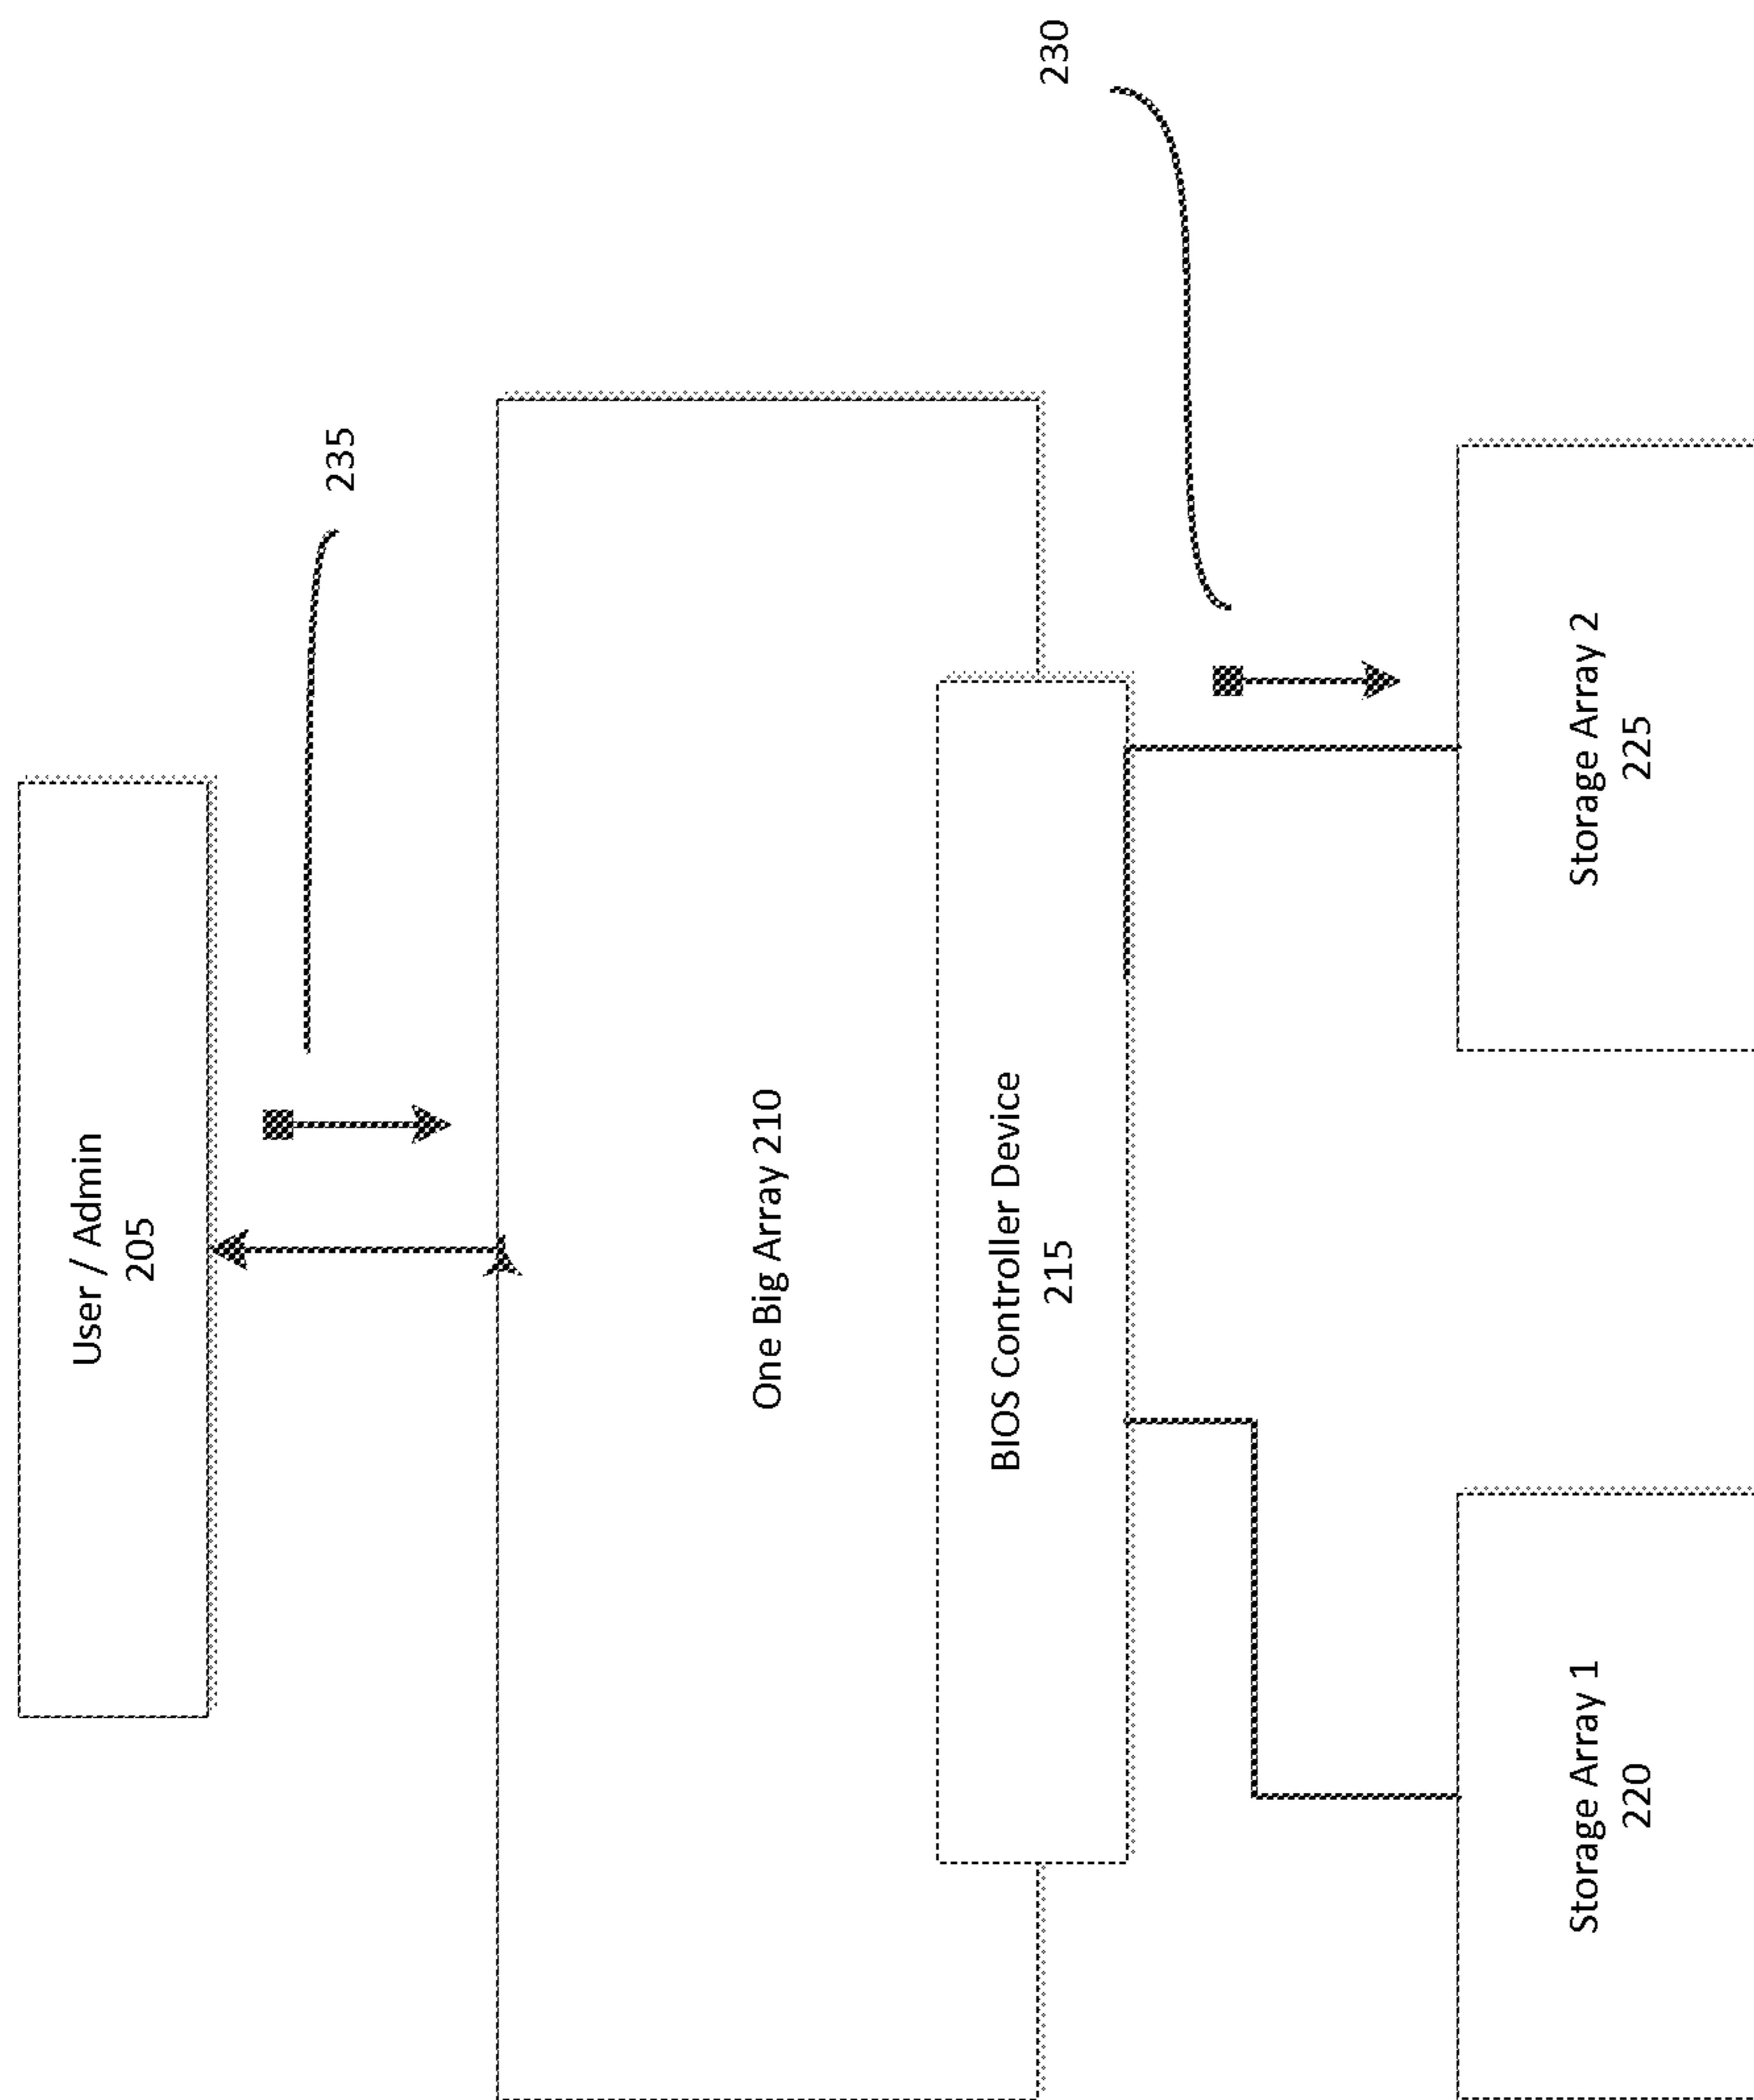 User / Admin
205
235
One Big Array 210
BIOS Controller Device
215
230
Storage Array 1
220
Storage Array 2
225